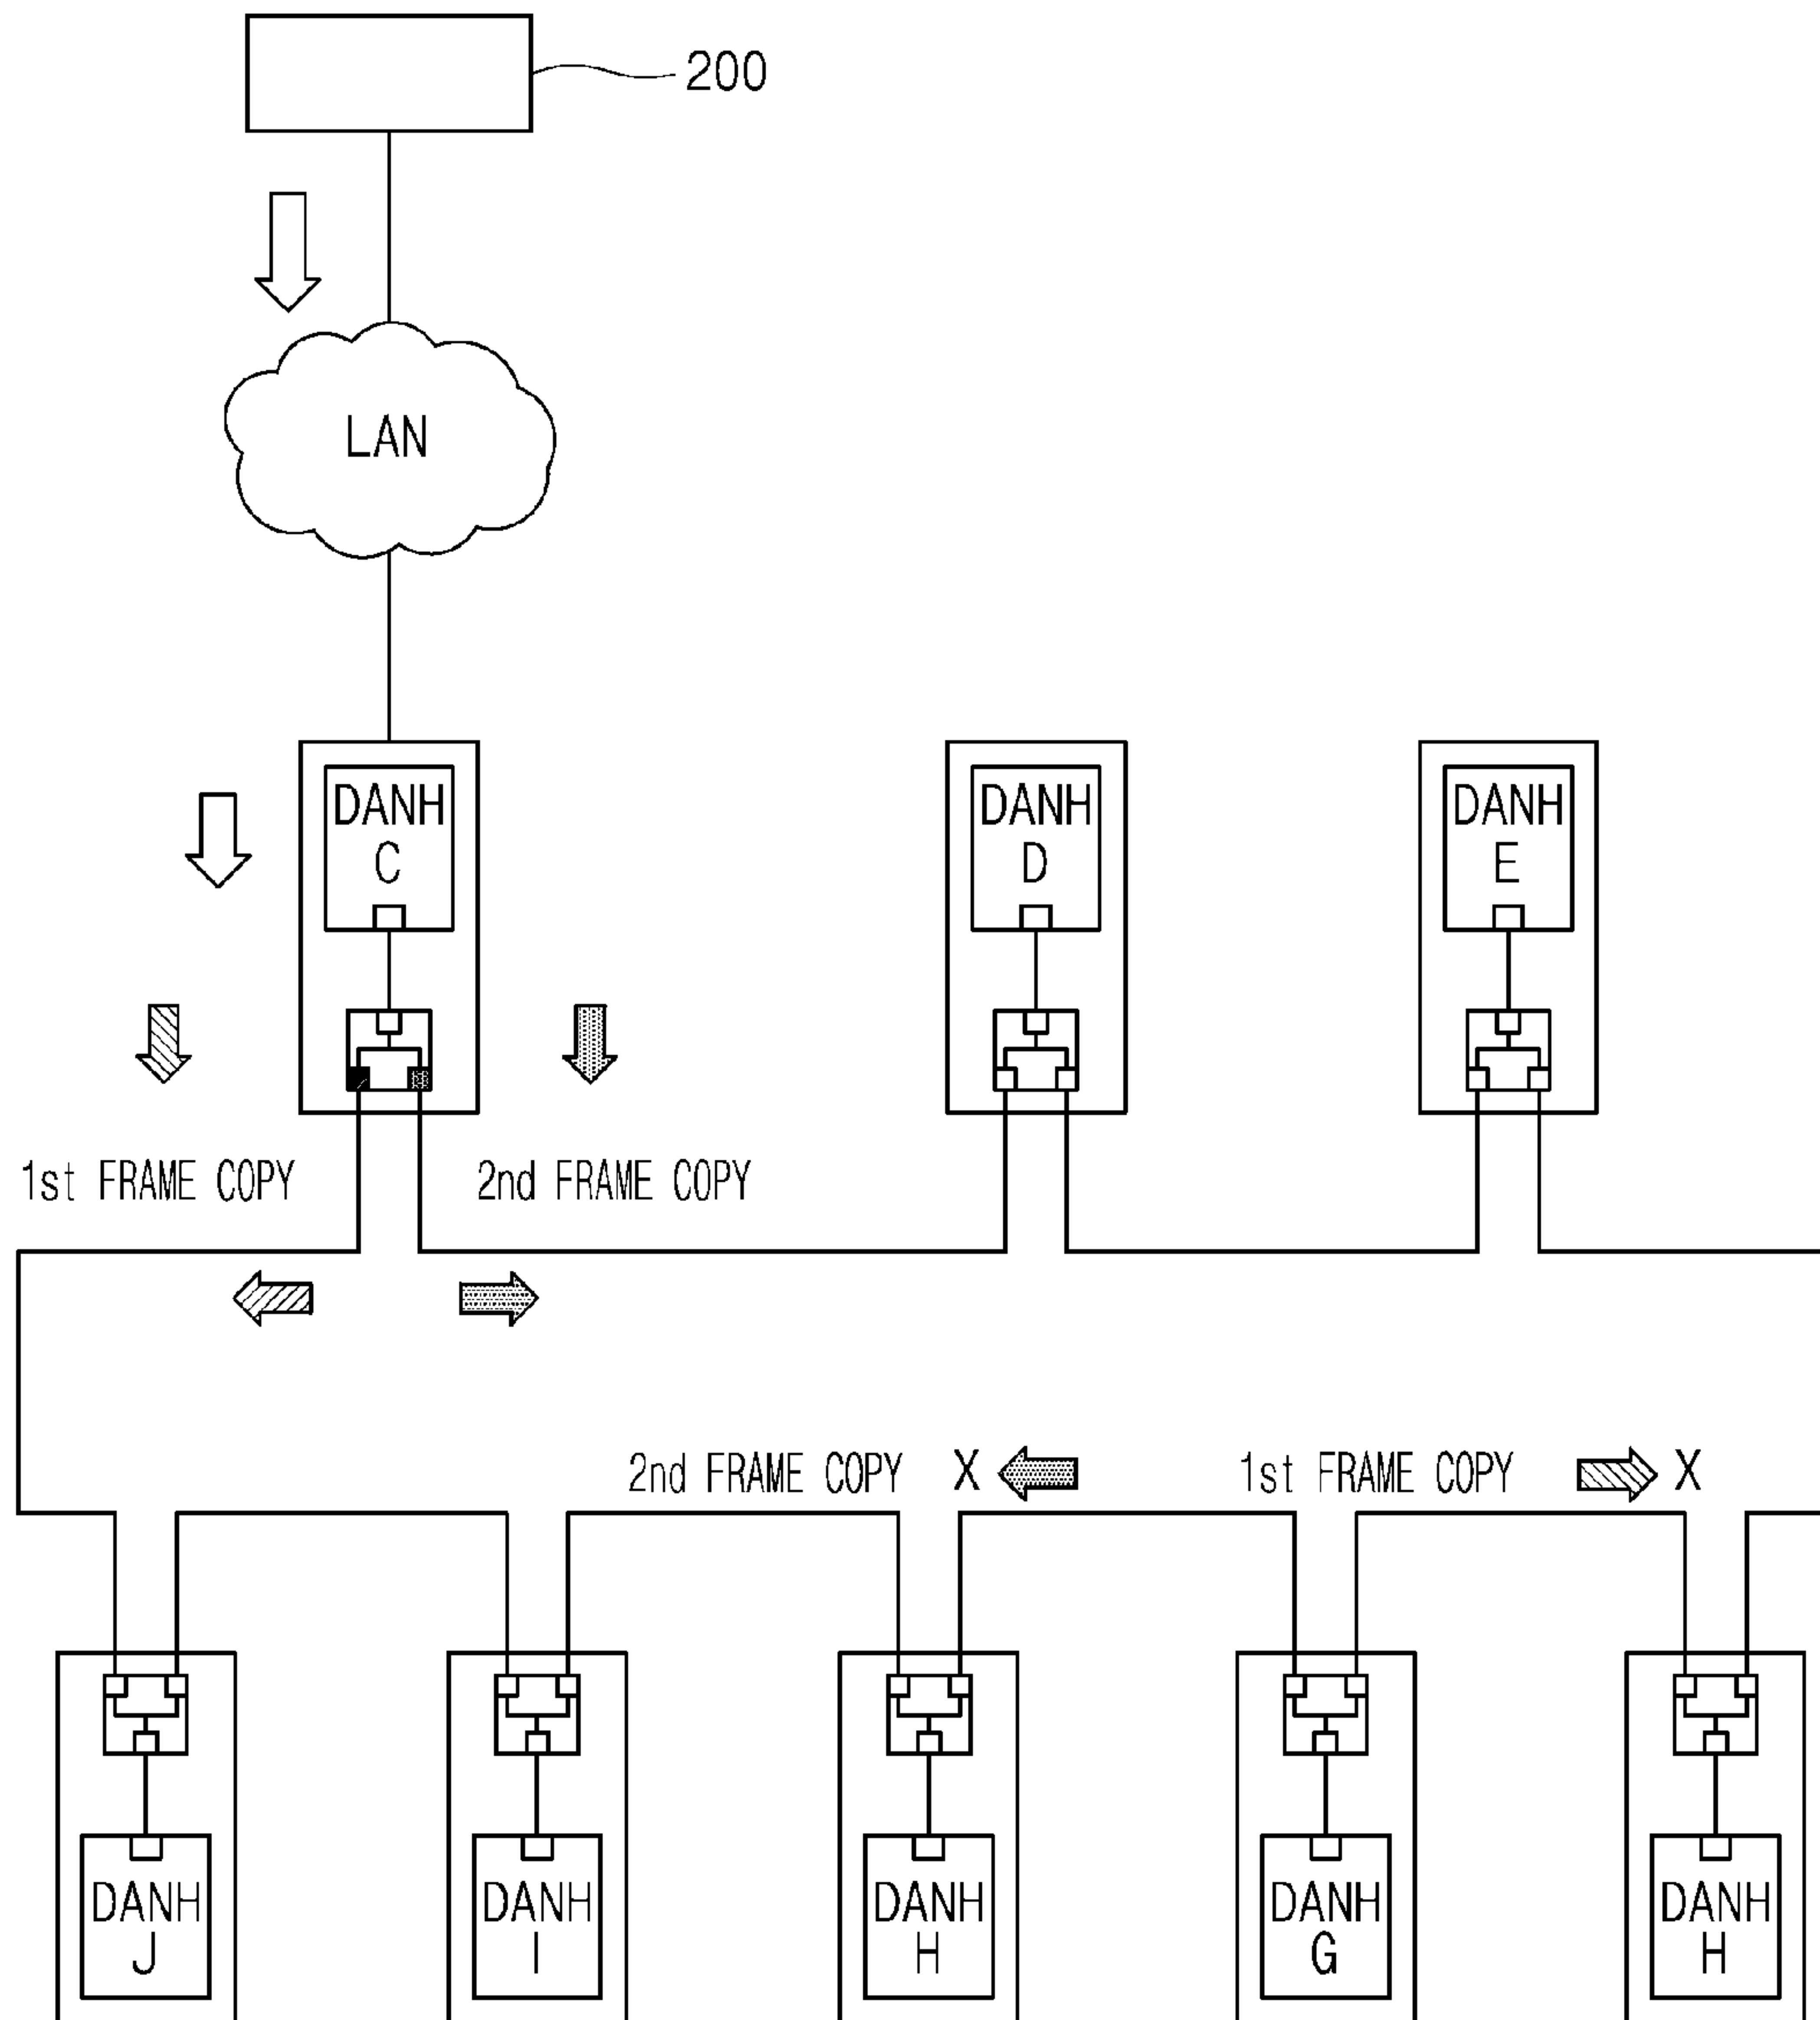 200
LAN
DANH
C
DANH
D
DANH
E
1st FRAME COPY
2nd FRAME COPY
2nd FRAME COPY X
1st FRAME COPY X
DANH
J
DANH
I
DANH
H
DANH
G
DANH
H